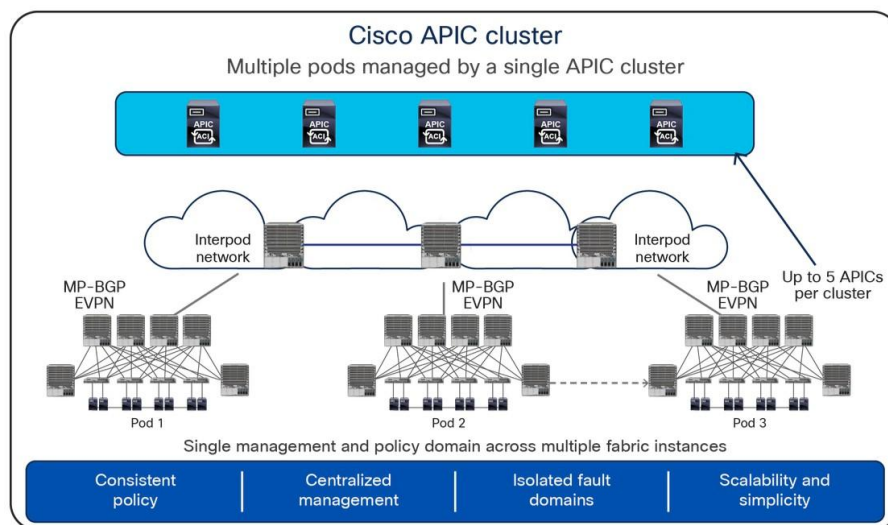 Cisco APIC cluster
Multiple pods managed by a single APIC cluster
APIC
ACI
APIC
ACI
APIC
ACI
APIC
ACI
APIC
ACI
Interpod
network
Interpod
network
Up to 5 APICs
per cluster
MP-BGP
EVPN
MP-BGP
EVPN
MP-BGP
EVPN
Pod 1
Pod 2
Pod 3
Single management and policy domain across multiple fabric instances
Consistent
policy
Centralized
management
Isolated fault
domains
Scalability and
simplicity